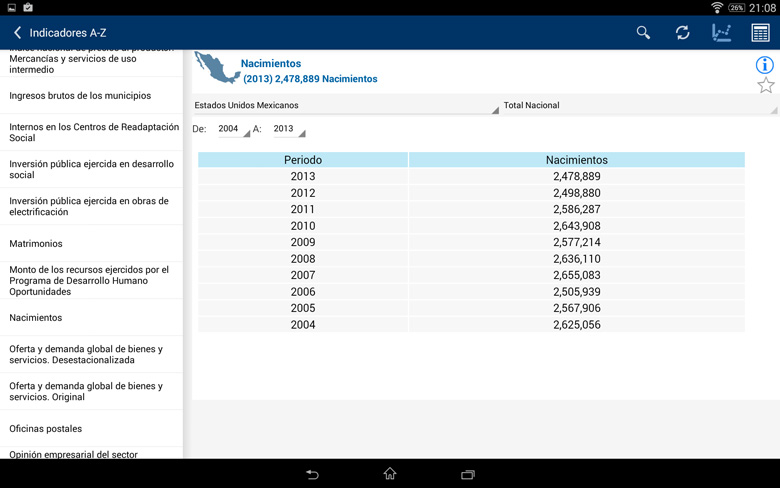 26% 21:08
Indicadores A-Z
Mercancías y servicios de uso
intermedio
Ingresos brutos de los municipios
Internos en los Centros de Readaptación
Social
Inversión pública ejercida en desarrollo
social
Inversión pública ejercida en obras de
electrificación
Matrimonios
Monto de los recursos ejercidos por el
Programa de Desarrollo Humano
Oportunidades
Nacimientos
Oferta y demanda global de bienes y
servicios. Desestacionalizada
Oferta y demanda global de bienes y
servicios. Original
Oficinas postales
Opinión empresarial del sector
Nacimientos
(2013) 2,478,889 Nacimientos
Estados Unidos Mexicanos Total Nacional
De: 2004 A: 2013
Periodo Nacimientos
2013 2,478,889
2012 2,498,880
2011 2,586,287
2010 2,643,908
2009 2,577,214
2008 2,636,110
2007 2,655,083
2006 2,505,939
2005 2,567,906
2004 2,625,056